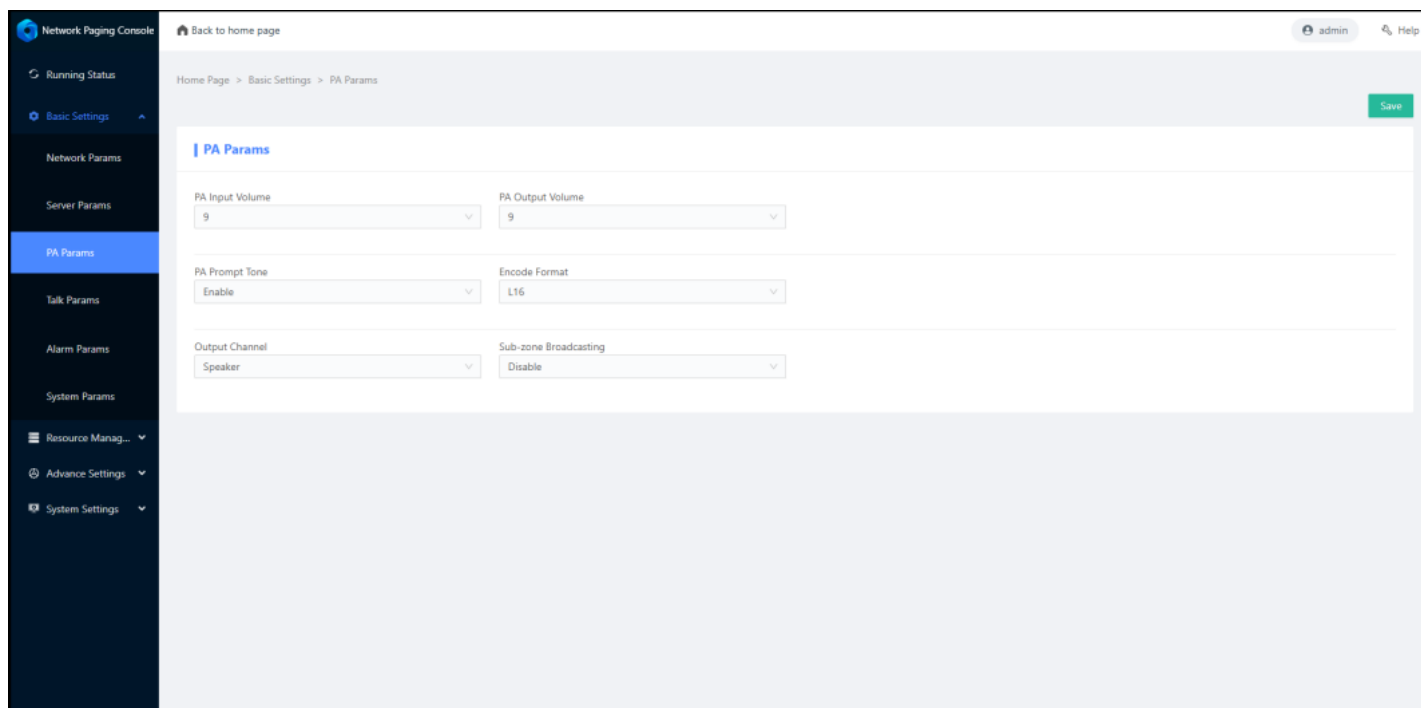 Network Paging Console
Back to home page
admin
Help
Running Status
Basic Settings
Network Params
Server Params
PA Params
Talk Params
Alarm Params
System Params
Resource Manag...
Advance Settings
System Settings
Home Page > Basic Settings > PA Params
Save
PA Params
PA Input Volume
PA Output Volume
9
9
PA Prompt Tone
Encode Format
Enable
L16
Output Channel
Sub-zone Broadcasting
Speaker
Disable